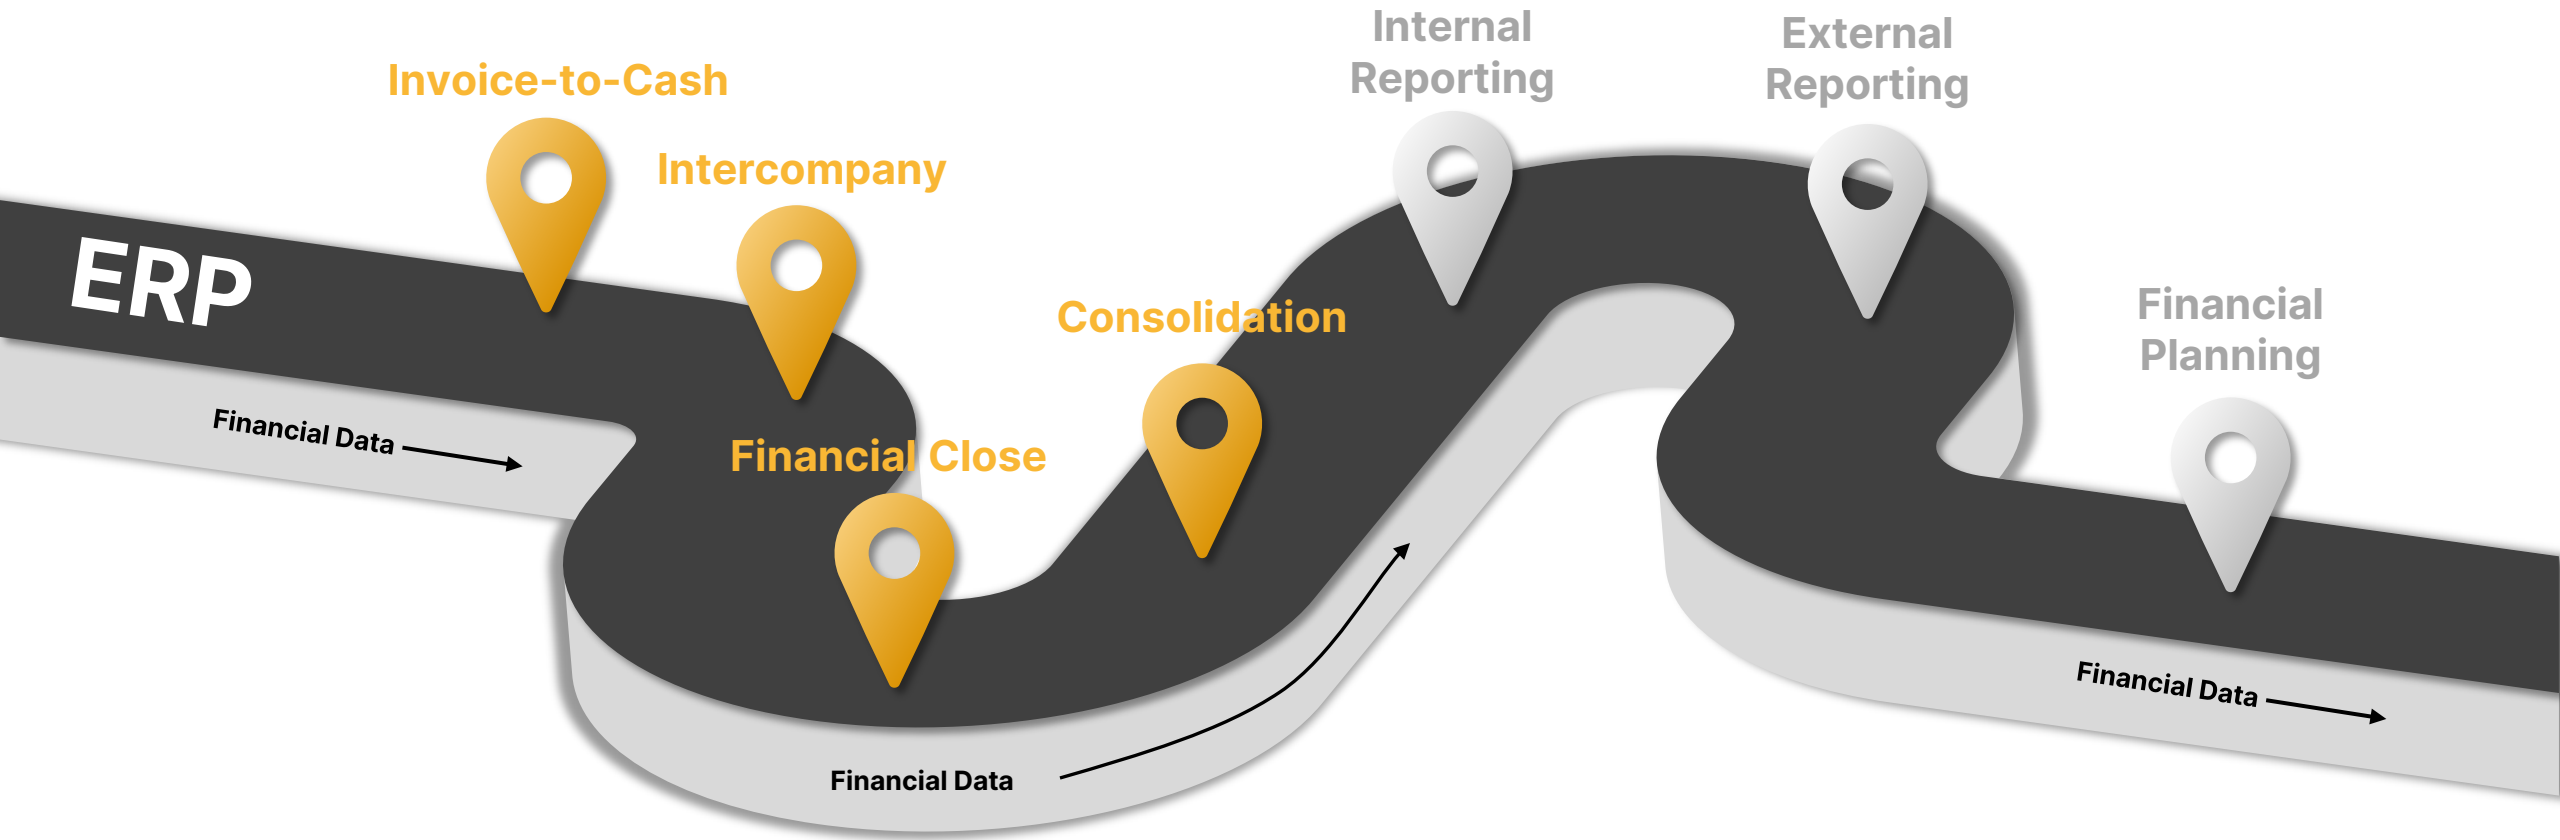 Invoice-to-Cash
Intercompany
ERP
Financial Data
Financial Close
Consolidation
Financial Data
Internal
Reporting
External
Reporting
Financial
Planning
Financial Data